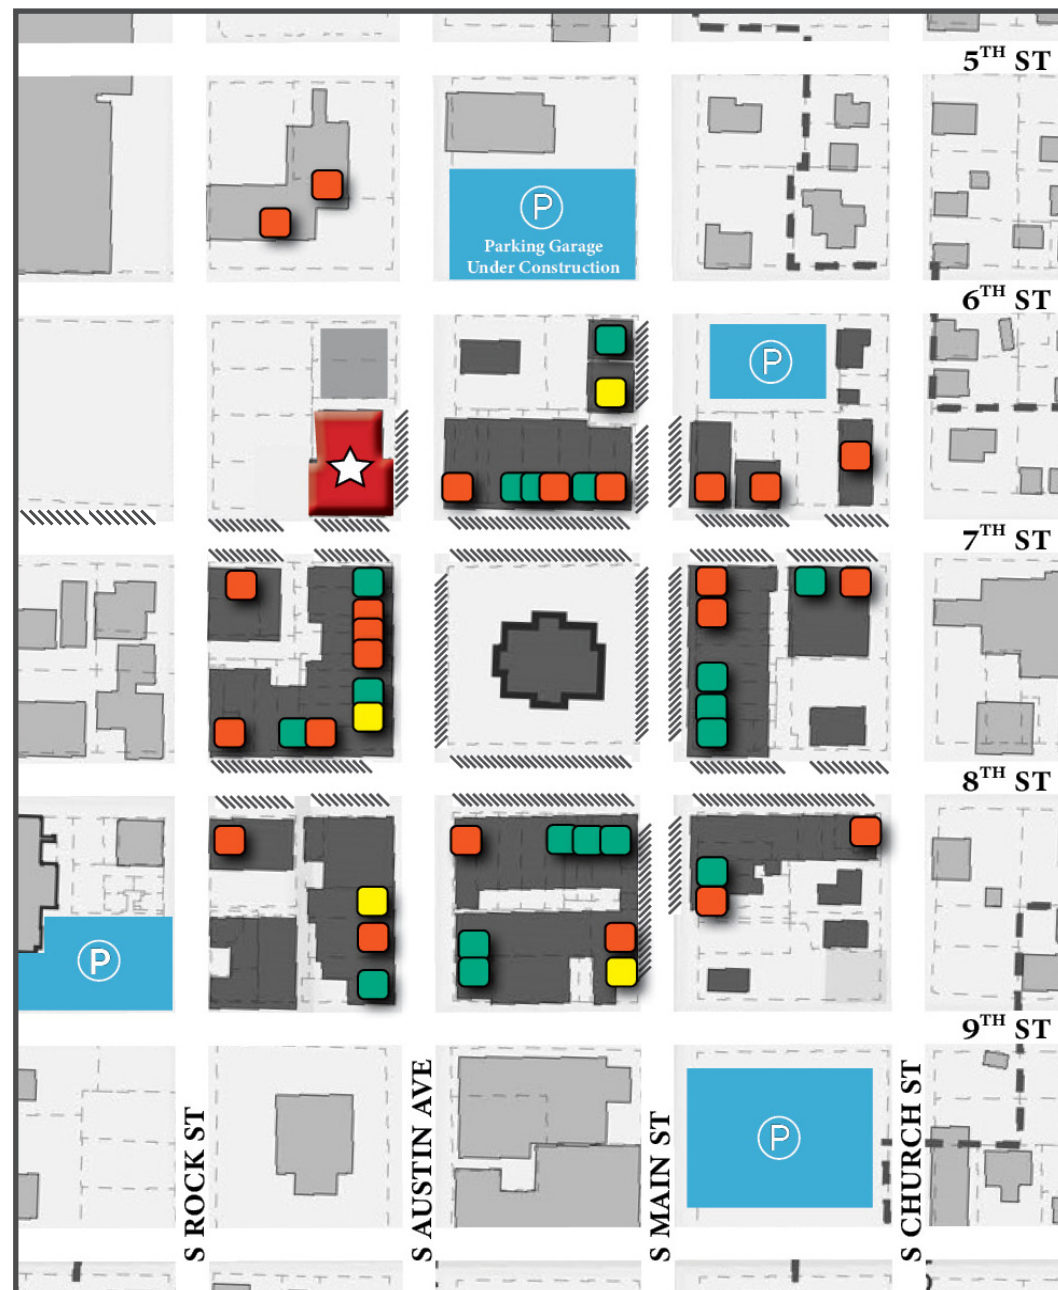 5TH ST
P
Parking Garage
Under Construction
6TH ST
P
7TH ST
8TH ST
P
9TH ST
S ROCK ST
S AUSTIN AVE
S MAIN ST
S CHURCH ST
P